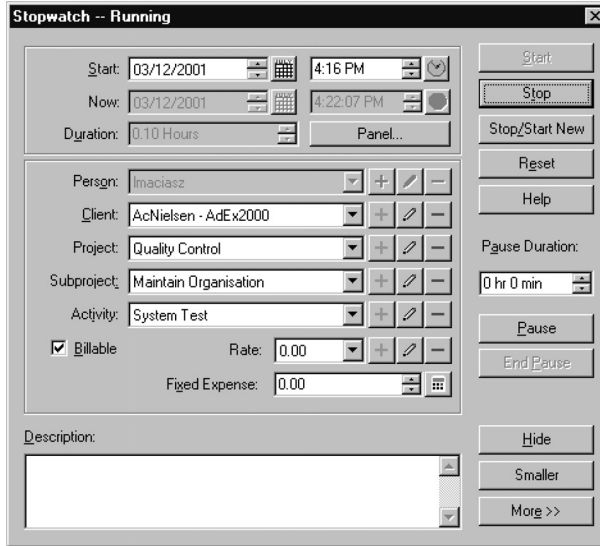 Stopwatch -- Running
Start: 03/12/2001 4:16 PM Start
Now: 03/12/2001 4:22:07 PM Stop
Duration: 0.10 Hours Panel... Stop/Start New
Reset
Person: lmaciasz
Help
Client: AcNielsen - AdEx2000
Project: Quality Control Pause Duration:
Subproject: Maintain Organisation 0 hr 0 min
Activity: System Test Pause
Billable Rate: 0.00
End Pause
Fixed Expense: 0.00
Description: Hide
Smaller
More >>